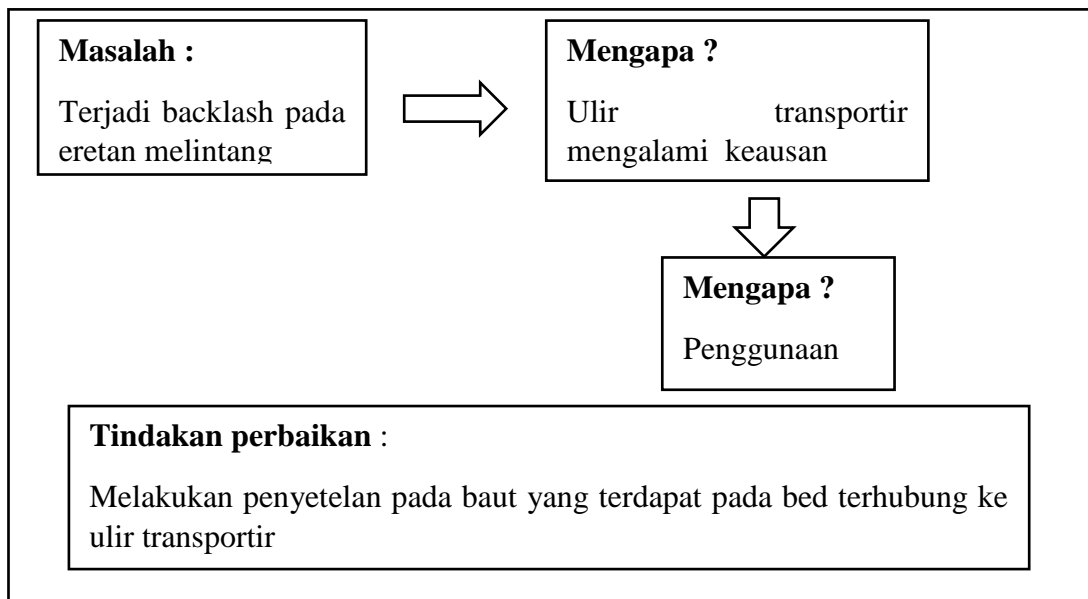 Masalah :
Terjadi backlash pada
eretan melintang
Mengapa ?
Ulir transportir
mengalami keausan
Mengapa ?
Penggunaan
Tindakan perbaikan :
Melakukan penyetelan pada baut yang terdapat pada bed terhubung ke
ulir transportir